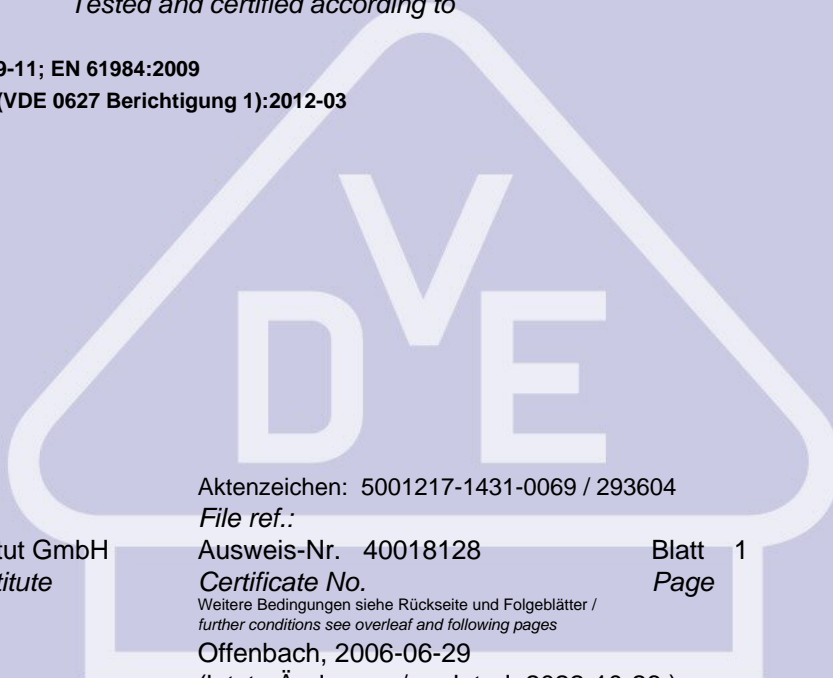 Tested and certified according to
9-11; EN 61984:2009
(VDE 0627 Berichtigung 1):2012-03
VDE
Aktenzeichen: 5001217-1431-0069 / 293604
File ref.:
tut GmbH Ausweis-Nr. 40018128 Blatt 1
titute Certificate No. Page
Weitere Bedingungen siehe Rückseite und Folgeblätter /
further conditions see overleaf and following pages
Offenbach, 2006-06-29